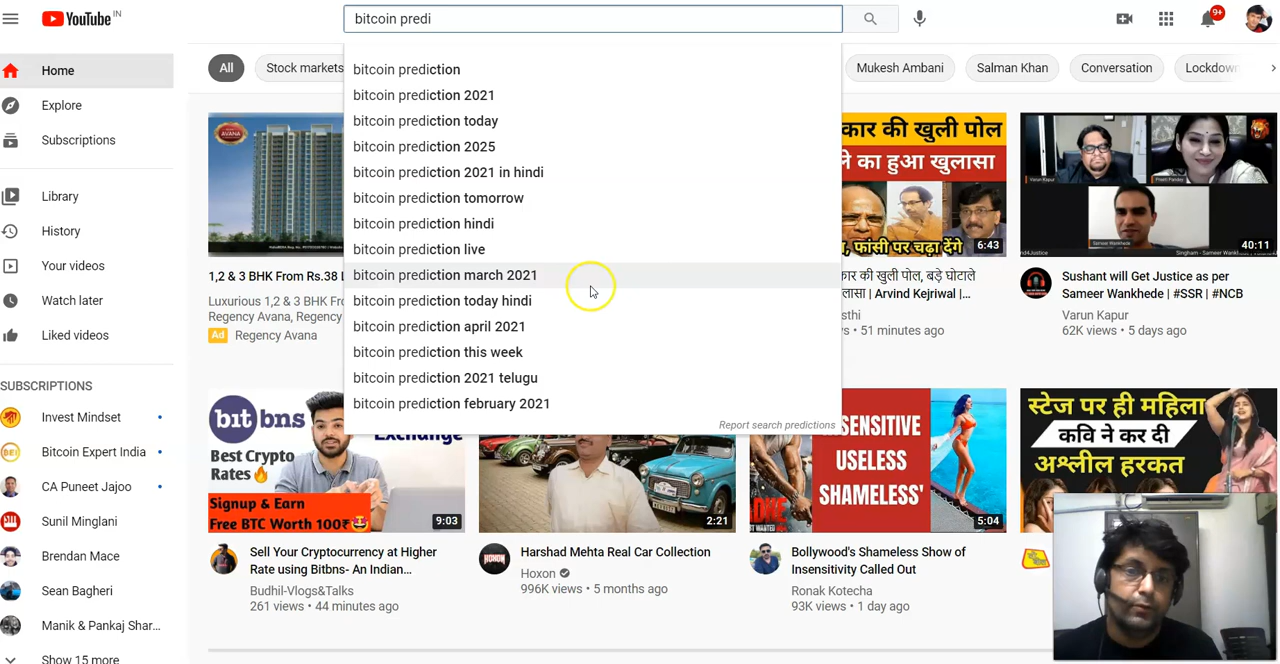 YouTube IN
bitcoin predi
9+
Home
Explore
Subscriptions
Library
History
Your videos
Watch later
Liked videos
SUBSCRIPTIONS
Invest Mindset
Bitcoin Expert India
CA Puneet Jajoo
Sunil Minglani
Brendan Mace
Sean Bagheri
Manik & Pankaj Shar...
Show 15 more
All
Stock markets
Mukesh Ambani
Salman Khan
Conversation
Lockdow
bitcoin prediction
bitcoin prediction 2021
bitcoin prediction today
bitcoin prediction 2025
bitcoin prediction 2021 in hindi
bitcoin prediction tomorrow
bitcoin prediction hindi
bitcoin prediction live
bitcoin prediction march 2021
bitcoin prediction today hindi
bitcoin prediction april 2021
bitcoin prediction this week
bitcoin prediction 2021 telugu
bitcoin prediction february 2021
Report search predictions
AVANA
1,2 & 3 BHK From Rs.38 L
Luxurious 1,2 & 3 BHK F
Regency Avana, Regency
Ad Regency Avana
कार की खुली पोल
ने का हुआ खुलासा
फांसी पर चढ़ा देंगे
6:43
कार की खुली पोल, बड़े घोटाले
लासा | Arvind Kejriwal |...
sthi
vs • 51 minutes ago
Varun Kapur
Sameer Wankhede
40:11
Sushant will Get Justice as per
Sameer Wankhede | #SSR | #NCB
Varun Kapur
62K views • 5 days ago
bitbns
Exchange
Best Crypto
Rates
Signup & Earn
Free BTC Worth 100₹
9:03
Sell Your Cryptocurrency at Higher
Rate using Bitbns- An Indian...
Budhil-Vlogs&Talks
261 views • 44 minutes ago
2:21
HOXON
Harshad Mehta Real Car Collection
Hoxon
996K views • 5 months ago
SENSITIVE
USELESS
SHAMELESS'
5:04
Bollywood's Shameless Show of
Insensitivity Called Out
Ronak Kotecha
93K views • 1 day ago
स्टेज पर ही महिला
कवि ने कर दी
अश्लील हरकत